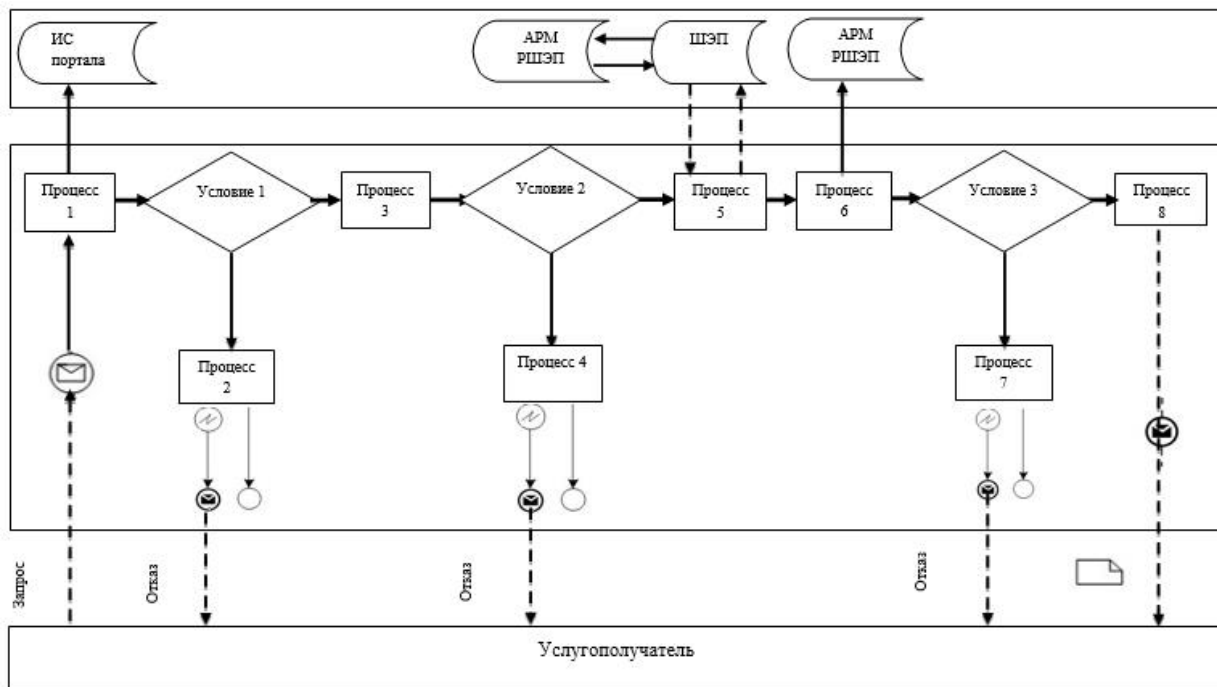 ИС
портала
АРМ
РШЭП
ШЭП
АРМ
РШЭП
Процесс
1
Условие 1
Процесс
3
Условие 2
Процесс
5
Процесс
6
Условие 3
Процесс
8
Процесс
2
Процесс 4
Процесс
7
Запрос
Отказ
Отказ
Отказ
Услугополучатель